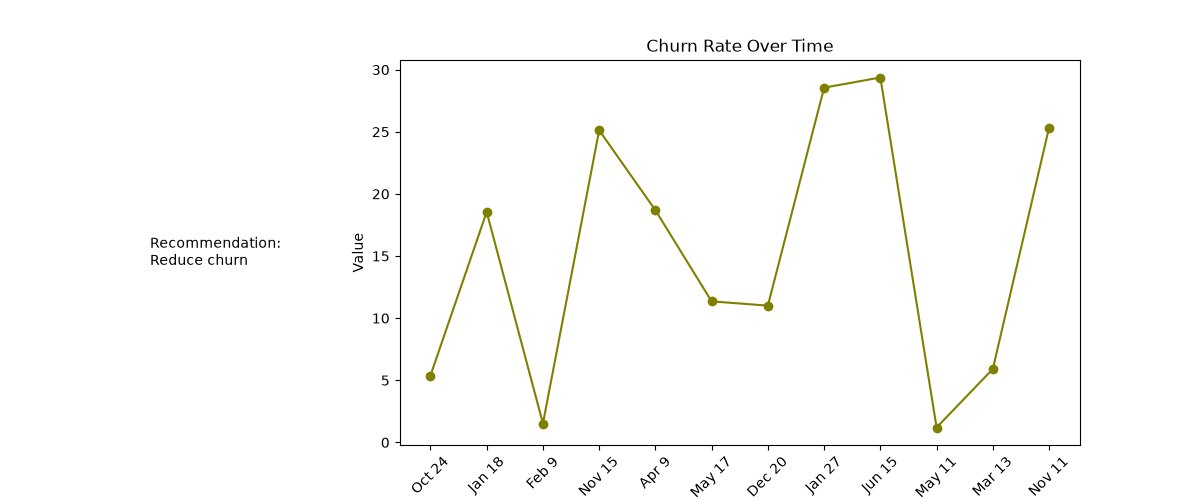 Churn Rate Over Time
Recommendation:
Reduce churn
Value
30
25
20
15
10
5
0
Oct 24
Jan 18
Feb 9
Nov 15
Apr 9
May 17
Dec 20
Jan 27
Jun 15
May 11
Mar 13
Nov 11